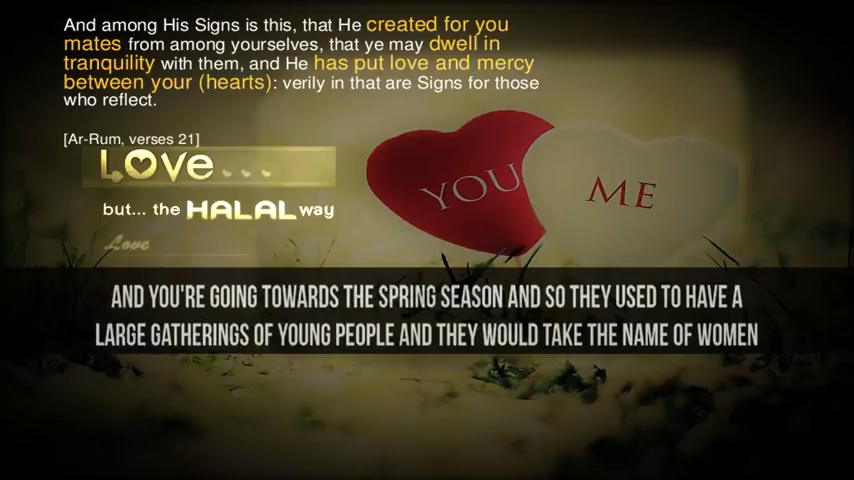 And among His Signs is this, that He created for you
mates from among yourselves, that ye may dwell in
tranquility with them, and He has put love and mercy
between your (hearts): verily in that are Signs for those
who reflect.
[Ar-Rum, verses 21]
Love...
but... the HALAL way
Love
YOU
ME
AND YOU'RE GOING TOWARDS THE SPRING SEASON AND SO THEY USED TO HAVE A
LARGE GATHERINGS OF YOUNG PEOPLE AND THEY WOULD TAKE THE NAME OF WOMEN